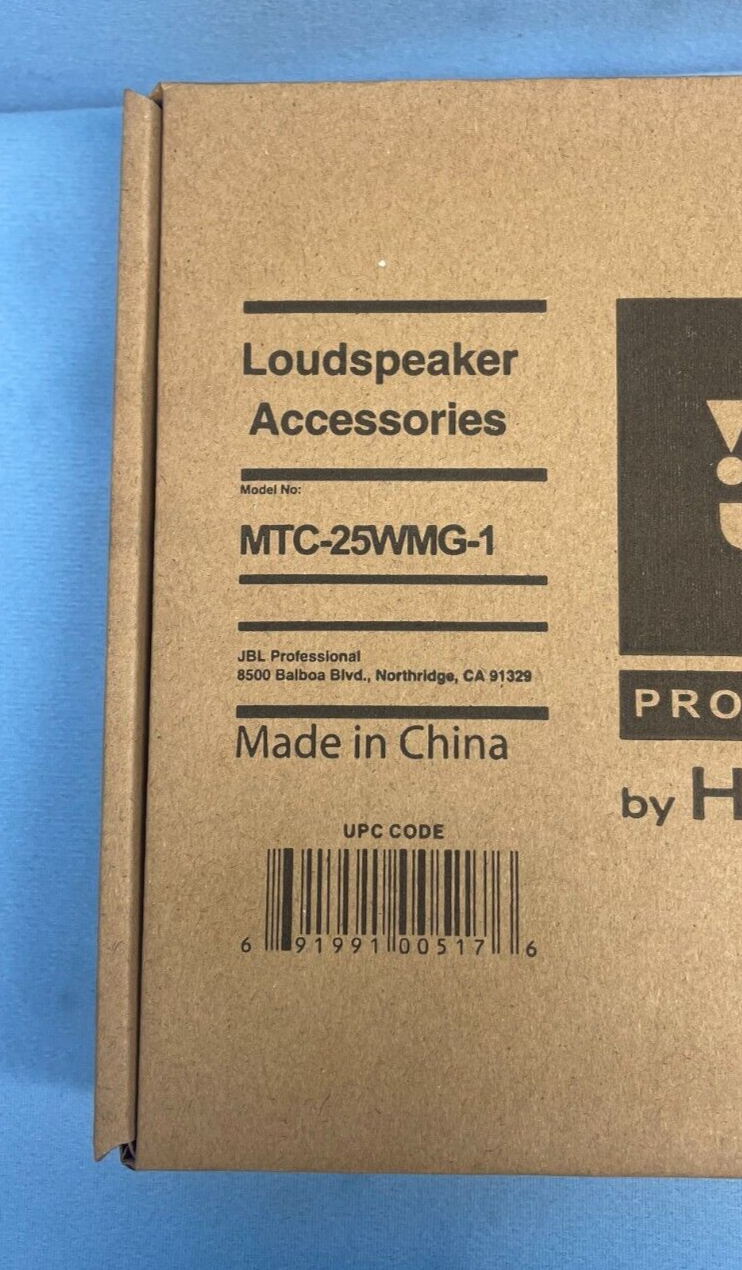 Loudspeaker
Accessories
Model No:
MTC-25WMG-1
JBL Professional
8500 Balboa Blvd., Northridge, CA 91329
Made in China
UPC CODE
6 91991 00517 6
PRO
by H